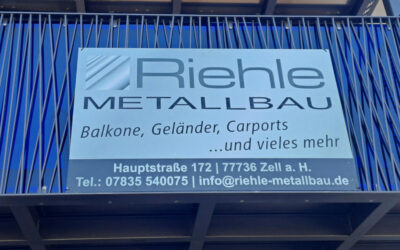 Riehle
METALLBAU
Balkone, Geländer, Carports
...und vieles mehr
Hauptstraße 172 | 77736 Zell a. H.
Tel.: 07835 540075 | info@riehle-metallbau.de